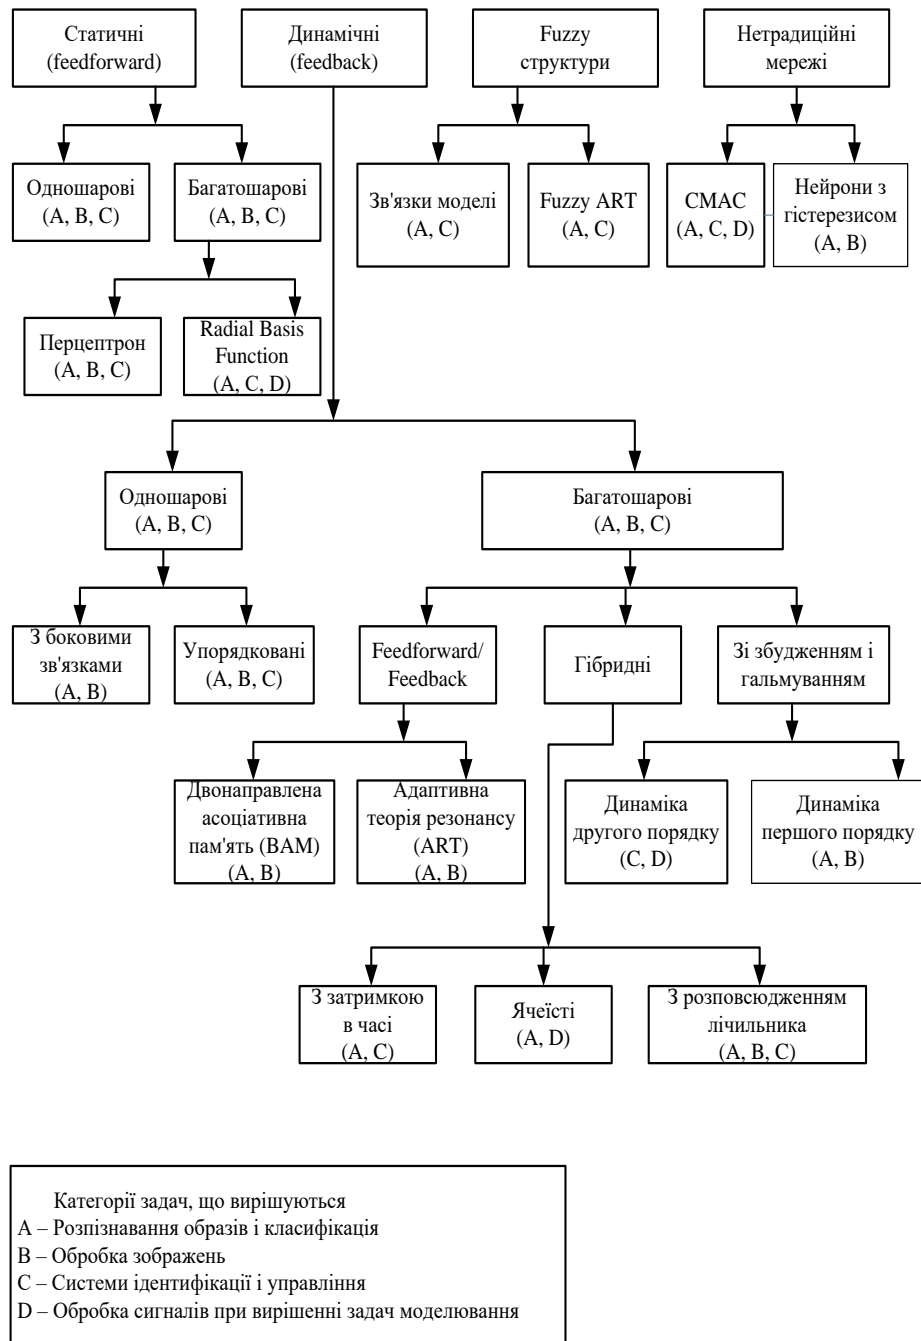 Статичні
(feedforward)
Динамічні
(feedback)
Fuzzy
структури
Нетрадиційні
мережі
Одношарові
(A, B, C)
Багатошарові
(A, B, C)
Зв'язки моделі
(A, C)
Fuzzy ART
(A, C)
CMAC
(A, C, D)
Нейрони з
гістерезисом
(A, B)
Перцептрон
(A, B, C)
Radial Basis
Function
(A, C, D)
Одношарові
(A, B, C)
Багатошарові
(A, B, C)
З боковими
зв'язками
(A, B)
Упорядковані
(A, B, C)
Feedforward/
Feedback
Гібридні
Зі збудженням і
гальмуванням
Двонаправлена
асоціативна
пам'ять (BAM)
(A, B)
Адаптивна
теорія резонансу
(ART)
(A, B)
Динаміка
другого порядку
(C, D)
Динаміка
першого порядку
(A, B)
З затримкою
в часі
(A, C)
Ячеїсті
(A, D)
З розповсюдженням
лічильника
(A, B, C)
Категорії задач, що вирішуються
A – Розпізнавання образів і класифікація
B – Обробка зображень
C – Системи ідентифікації і управління
D – Обробка сигналів при вирішенні задач моделювання